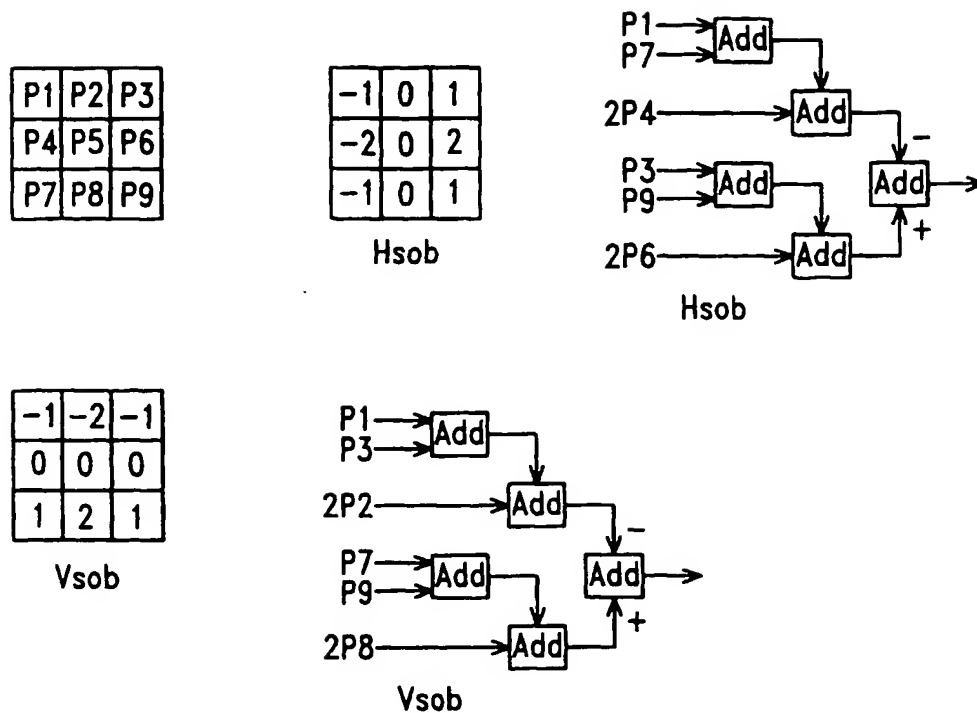 P1 P2 P3
P4 P5 P6
P7 P8 P9
-1 0 1
-2 0 2
-1 0 1
Hsob
P1
P7
Add
2P4
Add
-
P3
P9
Add
Add
+
2P6
Add
Hsob
-1 -2 -1
0 0 0
1 2 1
Vsob
P1
P3
Add
2P2
Add
-
P7
P9
Add
Add
+
2P8
Add
Vsob